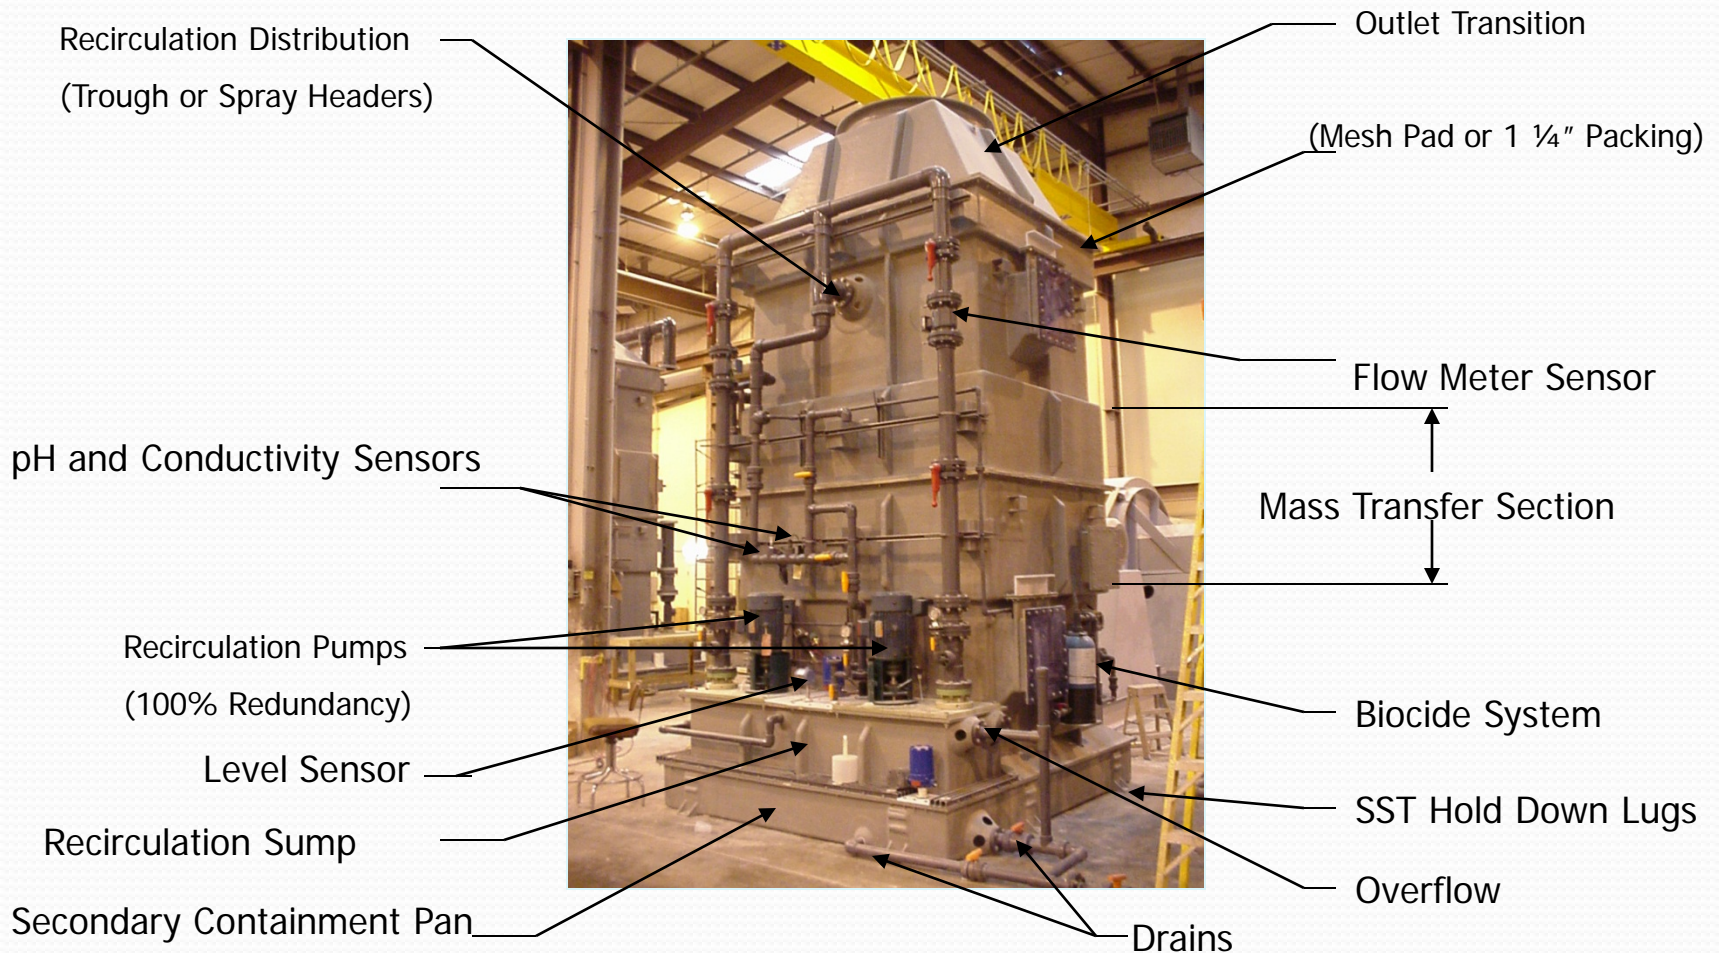 Recirculation Distribution
(Trough or Spray Headers)
Outlet Transition
(Mesh Pad or 1 ¼″ Packing)
Flow Meter Sensor
pH and Conductivity Sensors
Mass Transfer Section
Recirculation Pumps
(100% Redundancy)
Biocide System
Level Sensor
SST Hold Down Lugs
Recirculation Sump
Overflow
Secondary Containment Pan
Drains